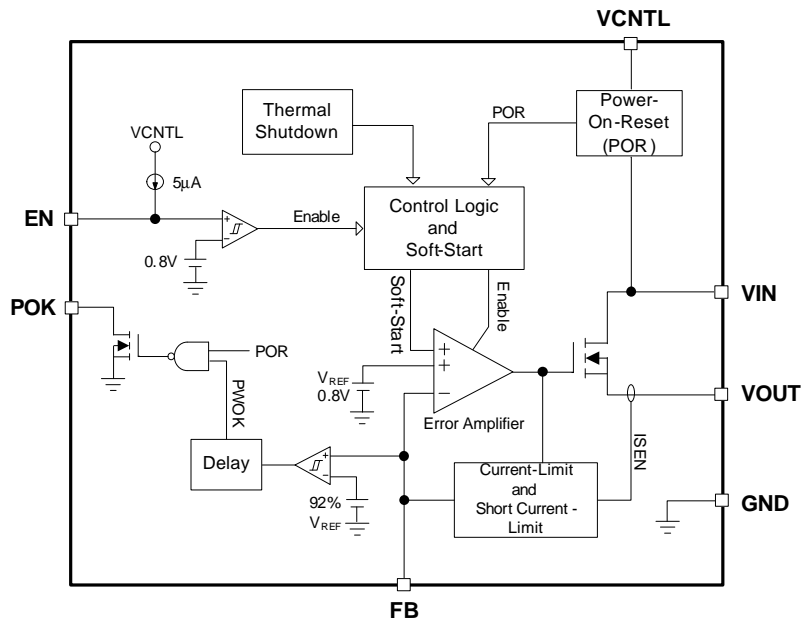 VCNTL
Thermal
Shutdown
POR
Power-
On-Reset
(POR)
VCNTL
5µA
EN
Enable
Control Logic
and
Soft-Start
0.8V
POK
Soft-Start
Enable
VIN
POR
PWOK
VREF
0.8V
+
+
−
Error Amplifier
VOUT
ISEN
Delay
+
−
92%
VREF
Current-Limit
and
Short Current -
Limit
GND
FB